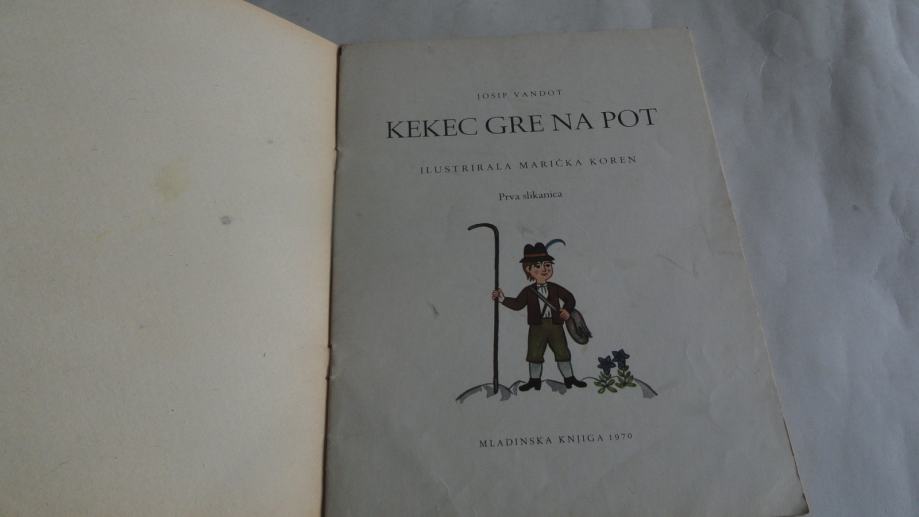 JOSIP VANDOT
KEKEC GRE NA POT
ILUSTRIRALA MARIČKA KOREN
Prva slikanica
MLADINSKA KNJIGA 1970